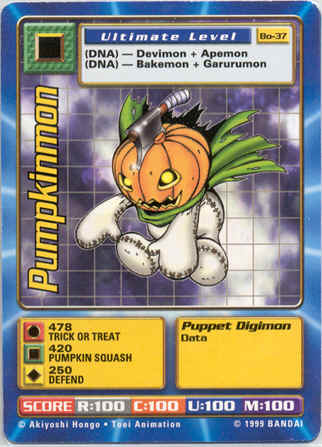 Ultimate Level
Bo-37
(DNA) — Devimon + Apemon
(DNA) — Bakemon + Garurumon
Pumpkinmon
478
TRICK OR TREAT
420
PUMPKIN SQUASH
250
DEFEND
Puppet Digimon
Data
SCORE R:100 C:100 U:100 M:100
© Akiyoshi Hongo • Toei Animation © 1999 BANDAI